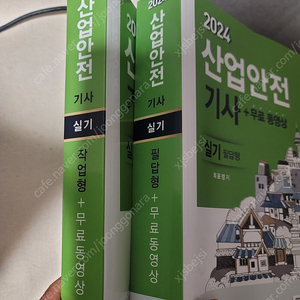 산업안전
기사
실기
작업형 + 무료동영상
20
2024
산업안전
기사
실기
필답형 + 무료동영상
2024
산업안전
기사 + 무료 동영상
실기 필답형